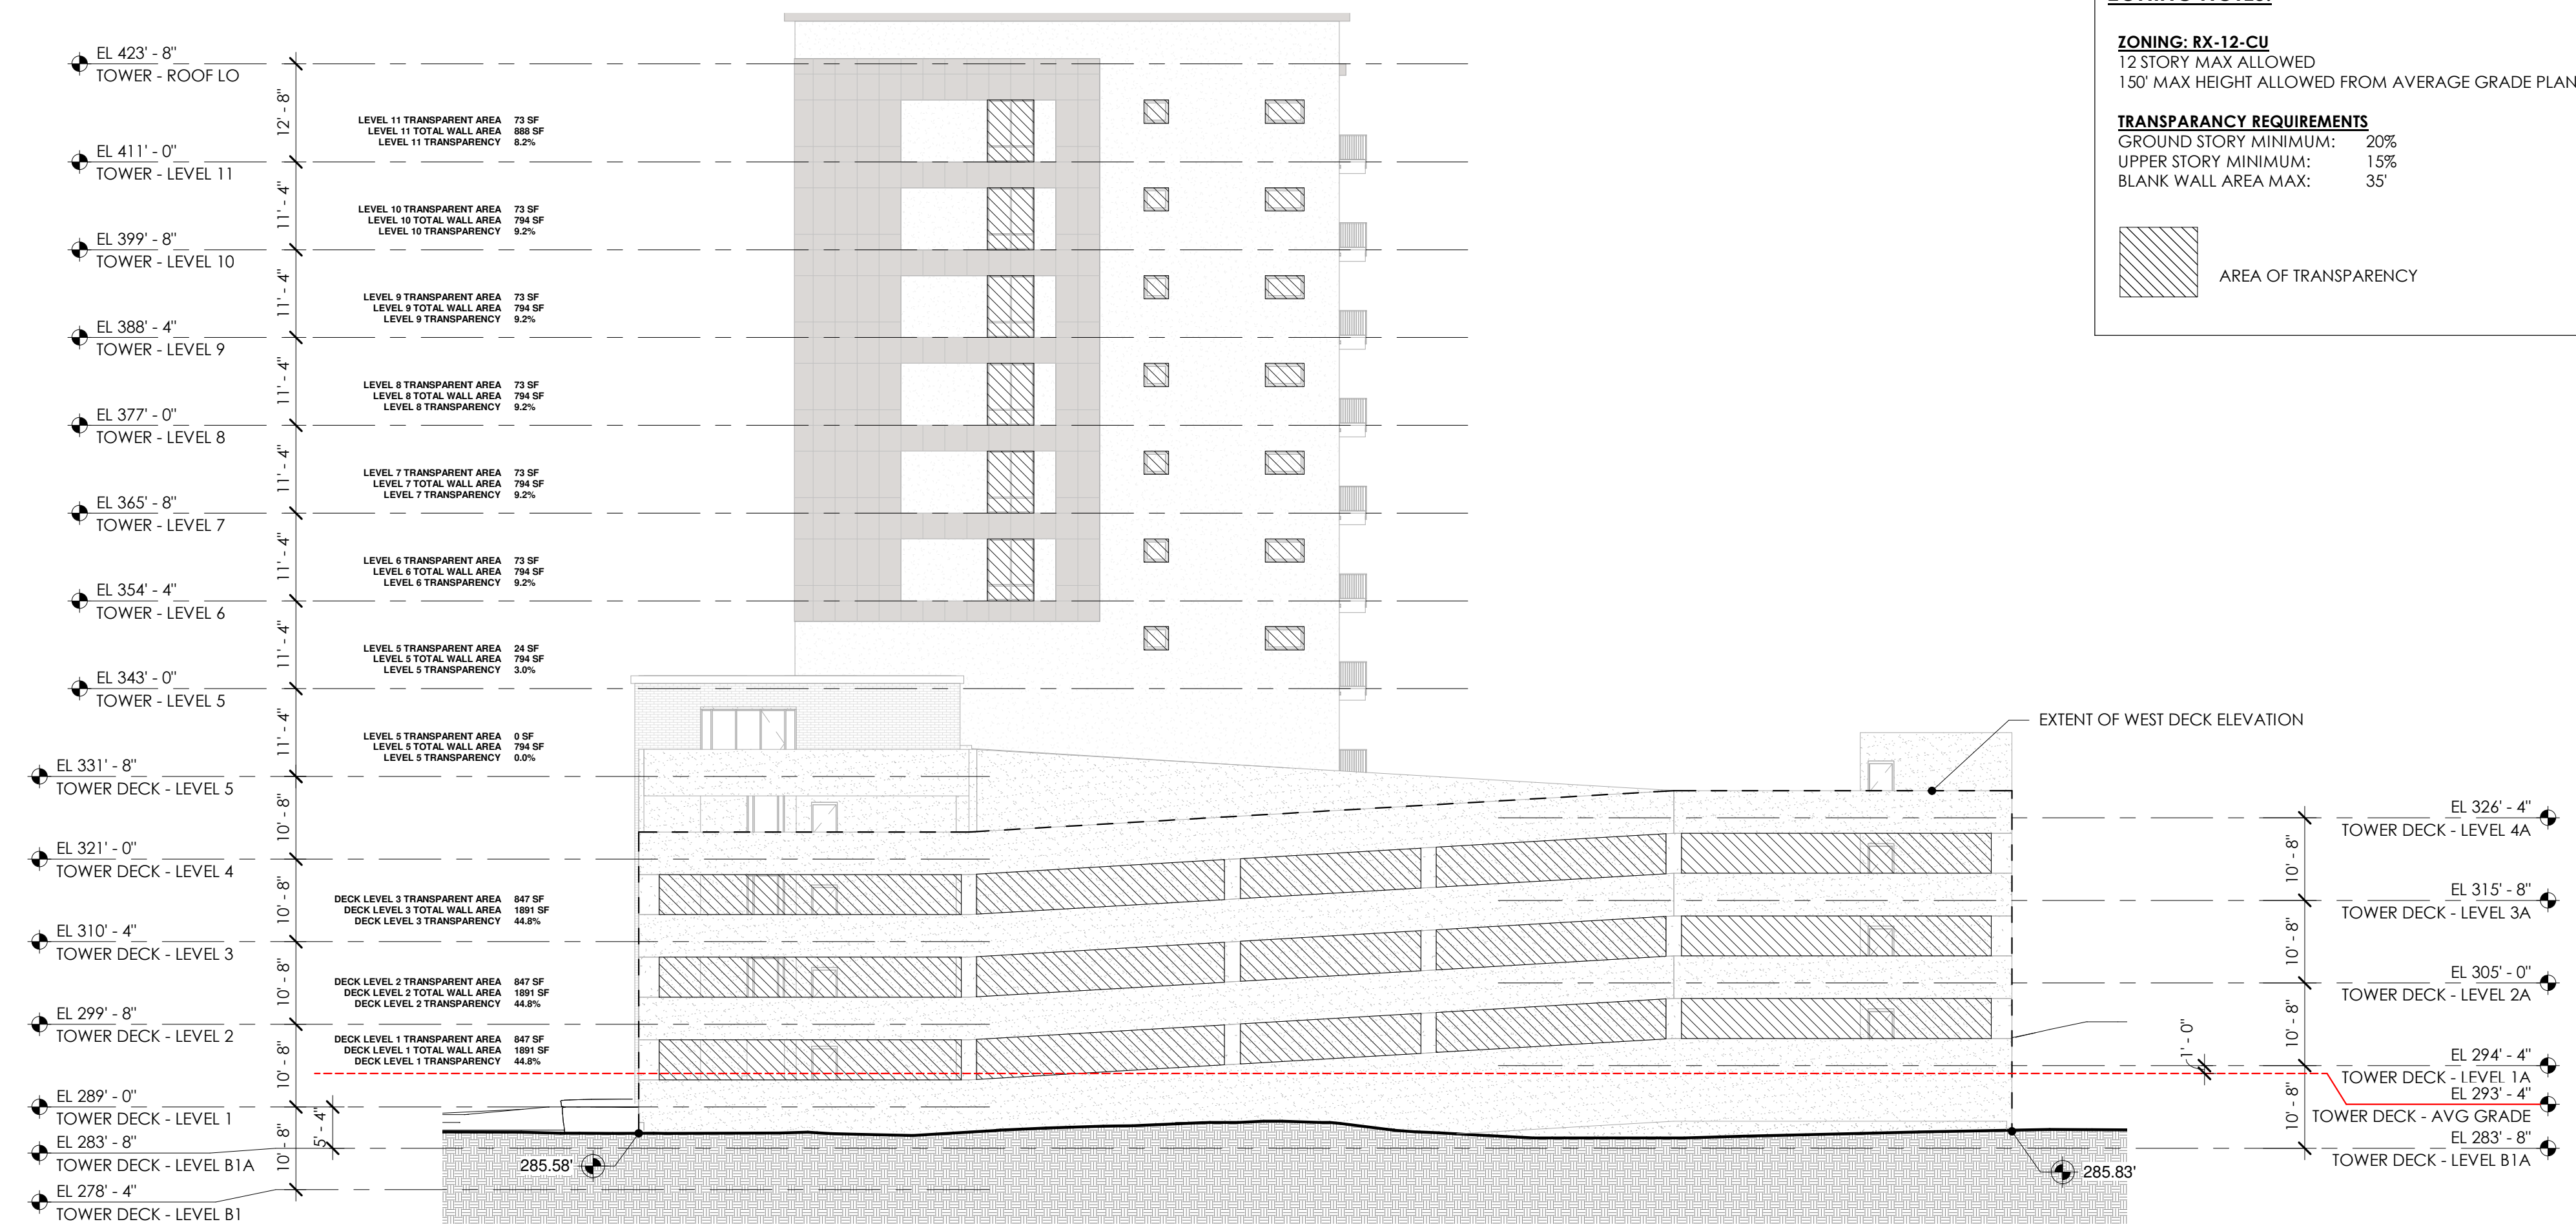 ZONING NOTES:
ZONING: RX-12-CU
12 STORY MAX ALLOWED
150' MAX HEIGHT ALLOWED FROM AVERAGE GRADE
TRANSPARANCY REQUIREMENTS
GROUND STORY MINIMUM: 20%
UPPER STORY MINIMUM: 15%
BLANK WALL AREA MAX: 35'
AREA OF TRANSPARENCY
EL 423' - 8"
TOWER - ROOF LO
12' - 8"
LEVEL 11 TRANSPARENT AREA 73 SF
LEVEL 11 TOTAL WALL AREA 888 SF
LEVEL 11 TRANSPARENCY 8.2%
EL 411' - 0"
TOWER - LEVEL 11
11' - 4"
LEVEL 10 TRANSPARENT AREA 73 SF
LEVEL 10 TOTAL WALL AREA 794 SF
LEVEL 10 TRANSPARENCY 9.2%
EL 399' - 8"
TOWER - LEVEL 10
11' - 4"
LEVEL 9 TRANSPARENT AREA 73 SF
LEVEL 9 TOTAL WALL AREA 794 SF
LEVEL 9 TRANSPARENCY 9.2%
EL 388' - 4"
TOWER - LEVEL 9
11' - 4"
LEVEL 8 TRANSPARENT AREA 73 SF
LEVEL 8 TOTAL WALL AREA 794 SF
LEVEL 8 TRANSPARENCY 9.2%
EL 377' - 0"
TOWER - LEVEL 8
11' - 4"
LEVEL 7 TRANSPARENT AREA 73 SF
LEVEL 7 TOTAL WALL AREA 794 SF
LEVEL 7 TRANSPARENCY 9.2%
EL 365' - 8"
TOWER - LEVEL 7
11' - 4"
LEVEL 6 TRANSPARENT AREA 73 SF
LEVEL 6 TOTAL WALL AREA 794 SF
LEVEL 6 TRANSPARENCY 9.2%
EL 354' - 4"
TOWER - LEVEL 6
11' - 4"
LEVEL 5 TRANSPARENT AREA 24 SF
LEVEL 5 TOTAL WALL AREA 794 SF
LEVEL 5 TRANSPARENCY 3.0%
EL 343' - 0"
TOWER - LEVEL 5
11' - 4"
LEVEL 5 TRANSPARENT AREA 0 SF
LEVEL 5 TOTAL WALL AREA 794 SF
LEVEL 5 TRANSPARENCY 0.0%
EL 331' - 8"
TOWER DECK - LEVEL 5
10' - 8"
EL 321' - 0"
TOWER DECK - LEVEL 4
10' - 8"
DECK LEVEL 3 TRANSPARENT AREA 847 SF
DECK LEVEL 3 TOTAL WALL AREA 1891 SF
DECK LEVEL 3 TRANSPARENCY 44.8%
EL 310' - 4"
TOWER DECK - LEVEL 3
10' - 8"
DECK LEVEL 2 TRANSPARENT AREA 847 SF
DECK LEVEL 2 TOTAL WALL AREA 1891 SF
DECK LEVEL 2 TRANSPARENCY 44.8%
EL 299' - 8"
TOWER DECK - LEVEL 2
10' - 8"
DECK LEVEL 1 TRANSPARENT AREA 847 SF
DECK LEVEL 1 TOTAL WALL AREA 1891 SF
DECK LEVEL 1 TRANSPARENCY 44.8%
EL 289' - 0"
TOWER DECK - LEVEL 1
5' - 4"
EL 283' - 8"
TOWER DECK - LEVEL B1A
10' - 8"
EL 278' - 4"
TOWER DECK - LEVEL B1
285.58'
EXTENT OF WEST DECK ELEVATION
EL 326' - 4"
TOWER DECK - LEVEL 4A
10' - 8"
EL 315' - 8"
TOWER DECK - LEVEL 3A
10' - 8"
EL 305' - 0"
TOWER DECK - LEVEL 2A
10' - 8"
1' - 0"
EL 294' - 4"
TOWER DECK - LEVEL 1A
EL 293' - 4"
TOWER DECK - AVG GRADE
10' - 8"
EL 283' - 8"
TOWER DECK - LEVEL B1A
285.83'